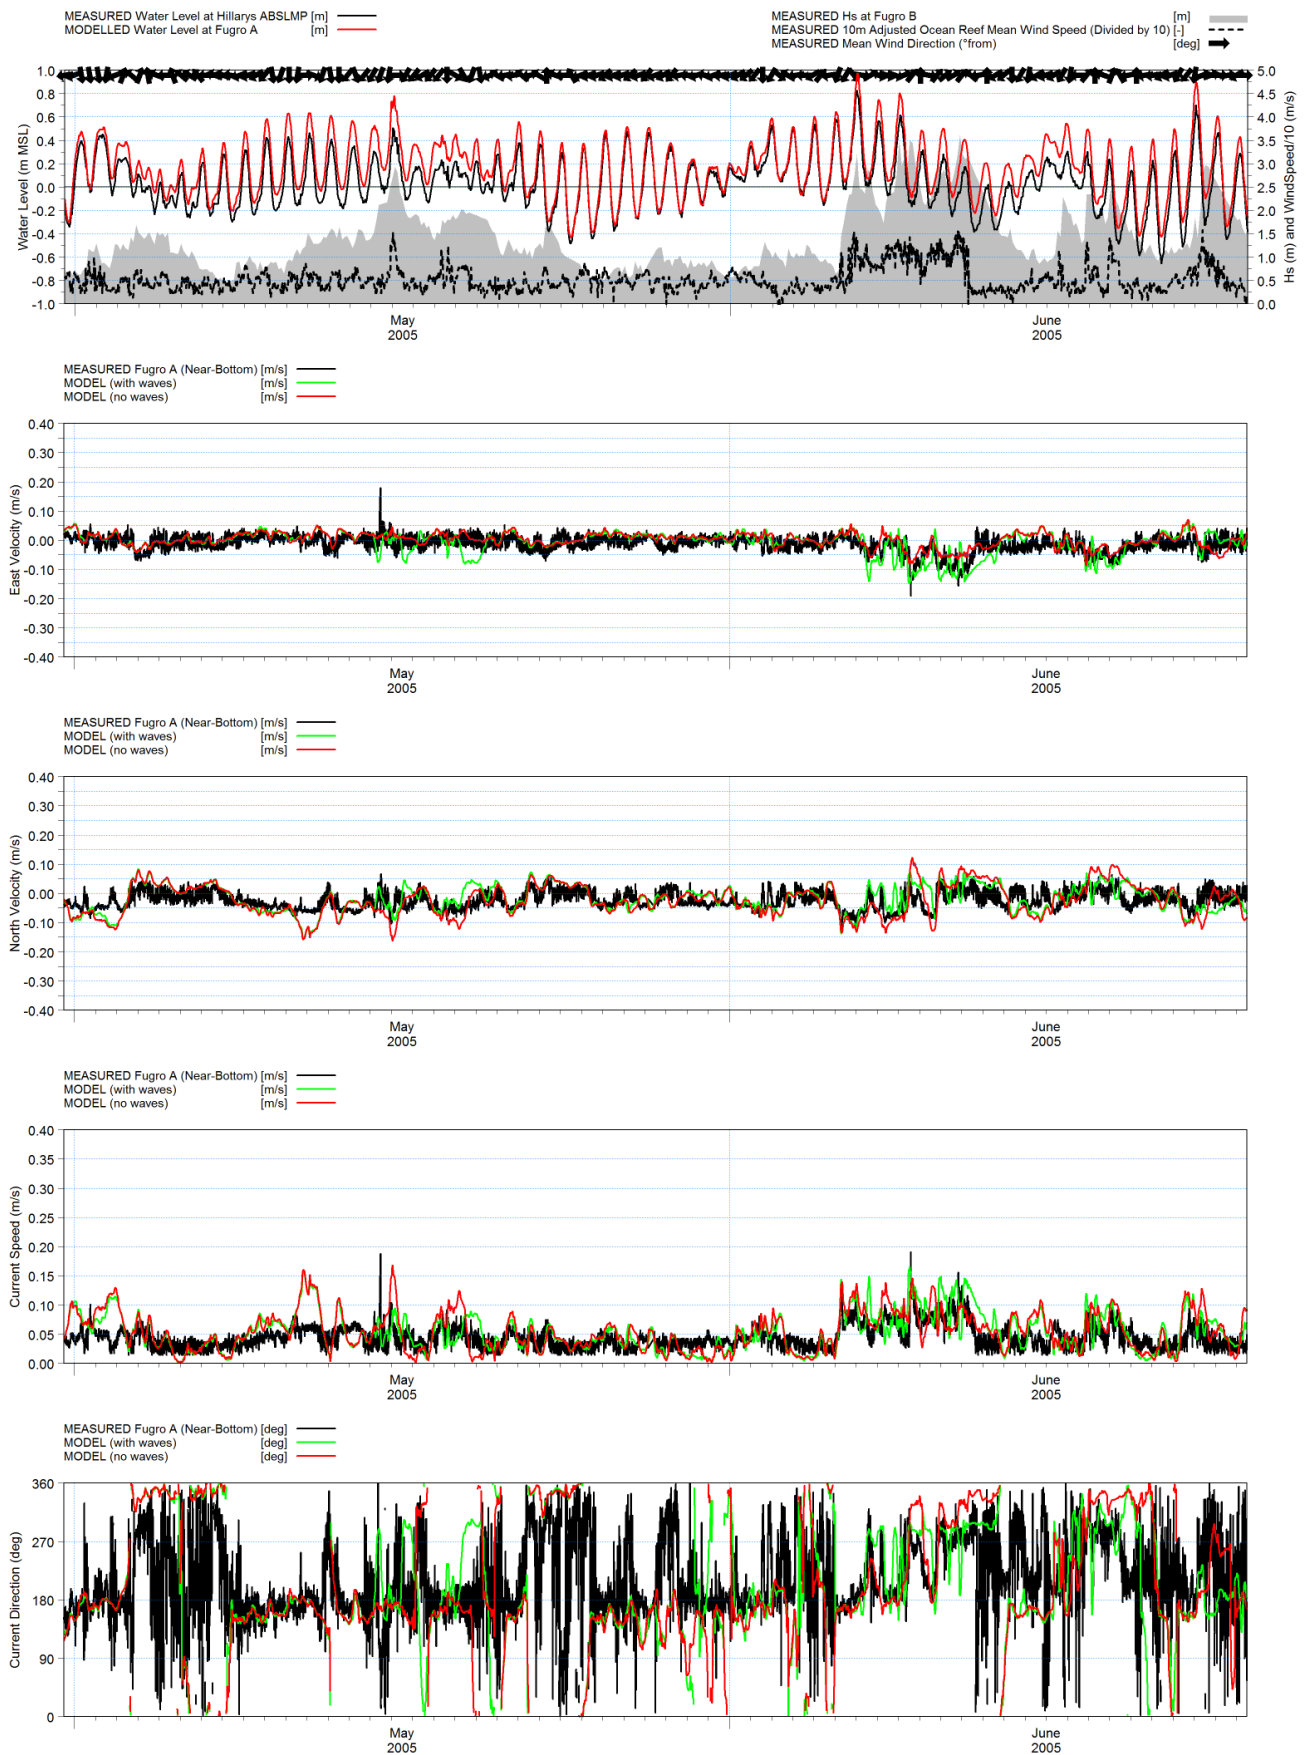 MEASURED Water Level at Hillarys ABSLMP [m]
MODELLED Water Level at Fugro A [m]
MEASURED Hs at Fugro B [m]
MEASURED 10m Adjusted Ocean Reef Mean Wind Speed (Divided by 10) [-]
MEASURED Mean Wind Direction (°from) [deg]
Water Level (m MSL)
1.0
0.8
0.6
0.4
0.2
0.0
-0.2
-0.4
-0.6
-0.8
-1.0
5.0
4.5
4.0
3.5
3.0
2.5
2.0
1.5
1.0
0.5
0.0
Hs (m) and WindSpeed/10 (m/s)
May
2005
June
2005
MEASURED Fugro A (Near-Bottom) [m/s]
MODEL (with waves) [m/s]
MODEL (no waves) [m/s]
East Velocity (m/s)
0.40
0.30
0.20
0.10
0.00
-0.10
-0.20
-0.30
-0.40
May
2005
June
2005
MEASURED Fugro A (Near-Bottom) [m/s]
MODEL (with waves) [m/s]
MODEL (no waves) [m/s]
North Velocity (m/s)
0.40
0.30
0.20
0.10
0.00
-0.10
-0.20
-0.30
-0.40
May
2005
June
2005
MEASURED Fugro A (Near-Bottom) [m/s]
MODEL (with waves) [m/s]
MODEL (no waves) [m/s]
Current Speed (m/s)
0.40
0.35
0.30
0.25
0.20
0.15
0.10
0.05
0.00
May
2005
June
2005
MEASURED Fugro A (Near-Bottom) [deg]
MODEL (with waves) [deg]
MODEL (no waves) [deg]
Current Direction (deg)
360
270
180
90
0
May
2005
June
2005